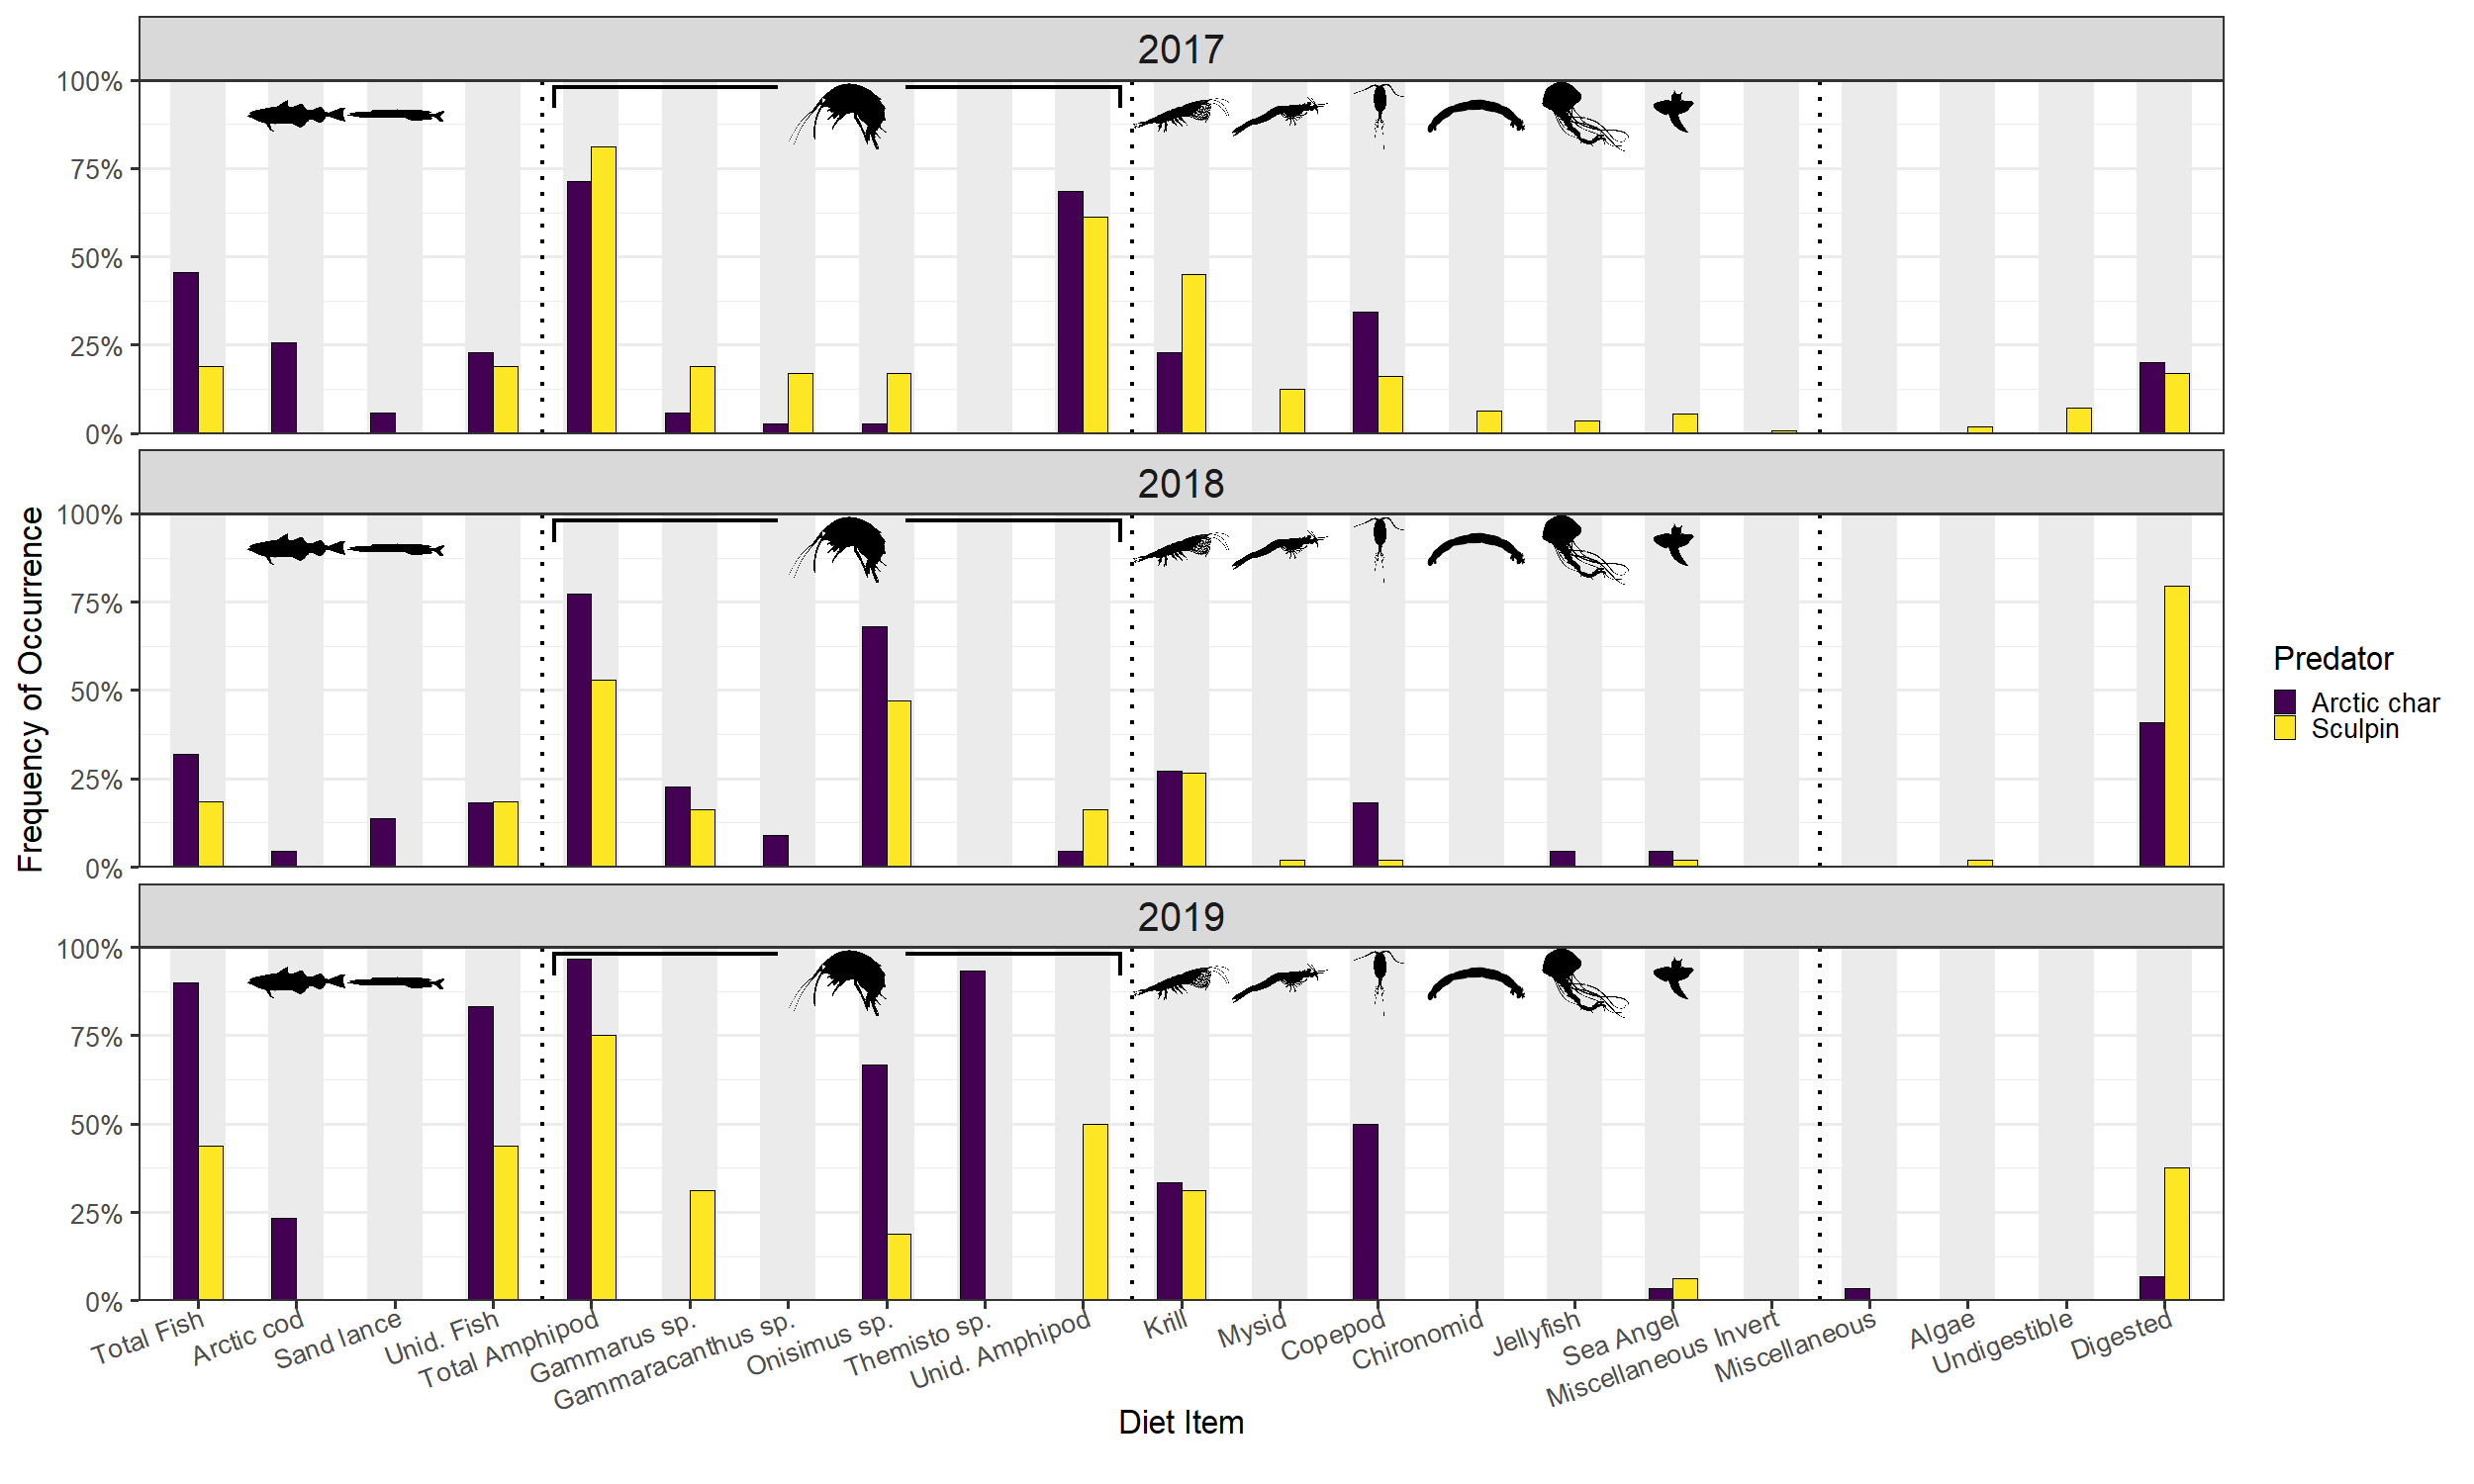 2017
100%
75%
50%
25%
0%
2018
100%
75%
50%
25%
0%
2019
100%
75%
50%
25%
0%
Frequency of Occurrence
Total Fish
Arctic cod
Sand lance
Unid. Fish
Total Amphipod
Gammarus sp.
Gammaracanthus sp.
Onisimus sp.
Themisto sp.
Unid. Amphipod
Krill
Mysid
Copepod
Chironomid
Jellyfish
Sea Angel
Miscellaneous Invert
Miscellaneous
Algae
Undigestible
Digested
Diet Item
Predator
Arctic char
Sculpin